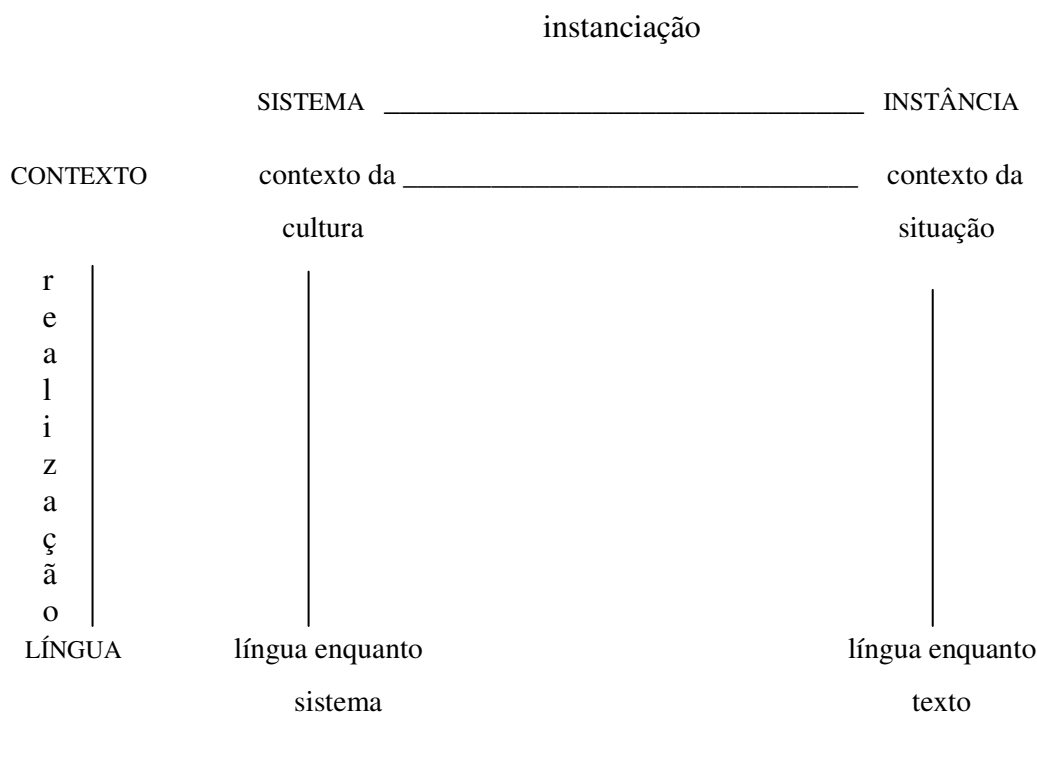 instanciação
SISTEMA INSTÂNCIA
CONTEXTO contexto da contexto da
cultura situação
r
e
a
l
i
z
a
ç
ã
o
LÍNGUA língua enquanto língua enquanto
sistema texto